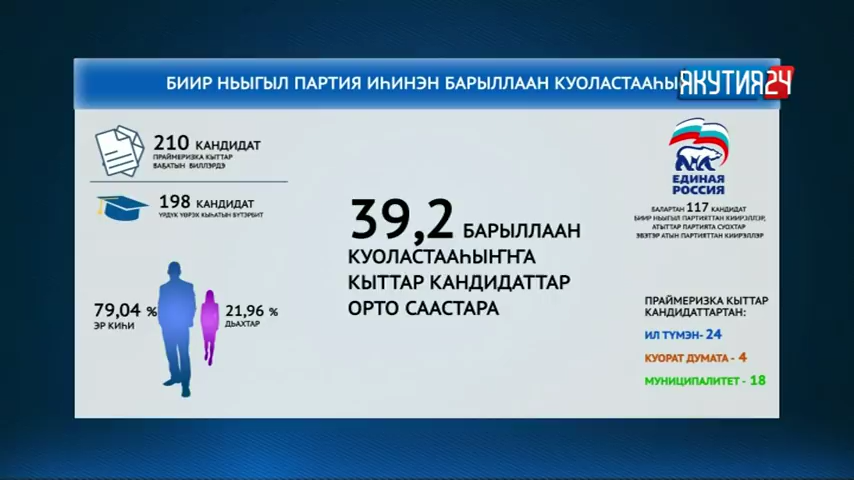 БИИР НЬЫГЫЛ ПАРТИЯ ИҺИНЭН БАРЫЛЛААН КУОЛАСТААҺЫ
ЯКУТИЯ24
210 КАНДИДАТ
ПРАЙМЕРИЗКА КЫТТАР
БАҔАТЫН БИЛЛЭРДЭ
198 КАНДИДАТ
ҮРДҮК ҮӨРЭХ КЫҺАТЫН БҮТЭРБИТ
79,04 %
ЭР КИҺИ
21,96 %
ДЬАХТАР
39,2 БАРЫЛЛААН
КУОЛАСТААҺЫҤҤА
КЫТТАР КАНДИДАТТАР
ОРТО СААСТАРА
ЕДИНАЯ
РОССИЯ
БАЛАРТАН 117 КАНДИДАТ
БИИР НЬЫГЫЛ ПАРТИЯТТАН КИИРЭЛЛЭР,
АТЫТТАР ПАРТИЯТА СУОХТАР
ЭБЭТЭР АТЫН ПАРТИЯТТАН КИИРЭЛЛЭР
ПРАЙМЕРИЗКА КЫТТАР
КАНДИДАТТАРТАН:
ИЛ ТҮМЭН- 24
КУОРАТ ДУМАТА - 4
МУНИЦИПАЛИТЕТ - 18